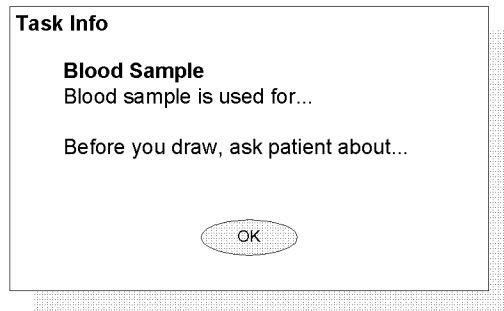 Task Info
Blood Sample
Blood sample is used for...
Before you draw, ask patient about...
OK